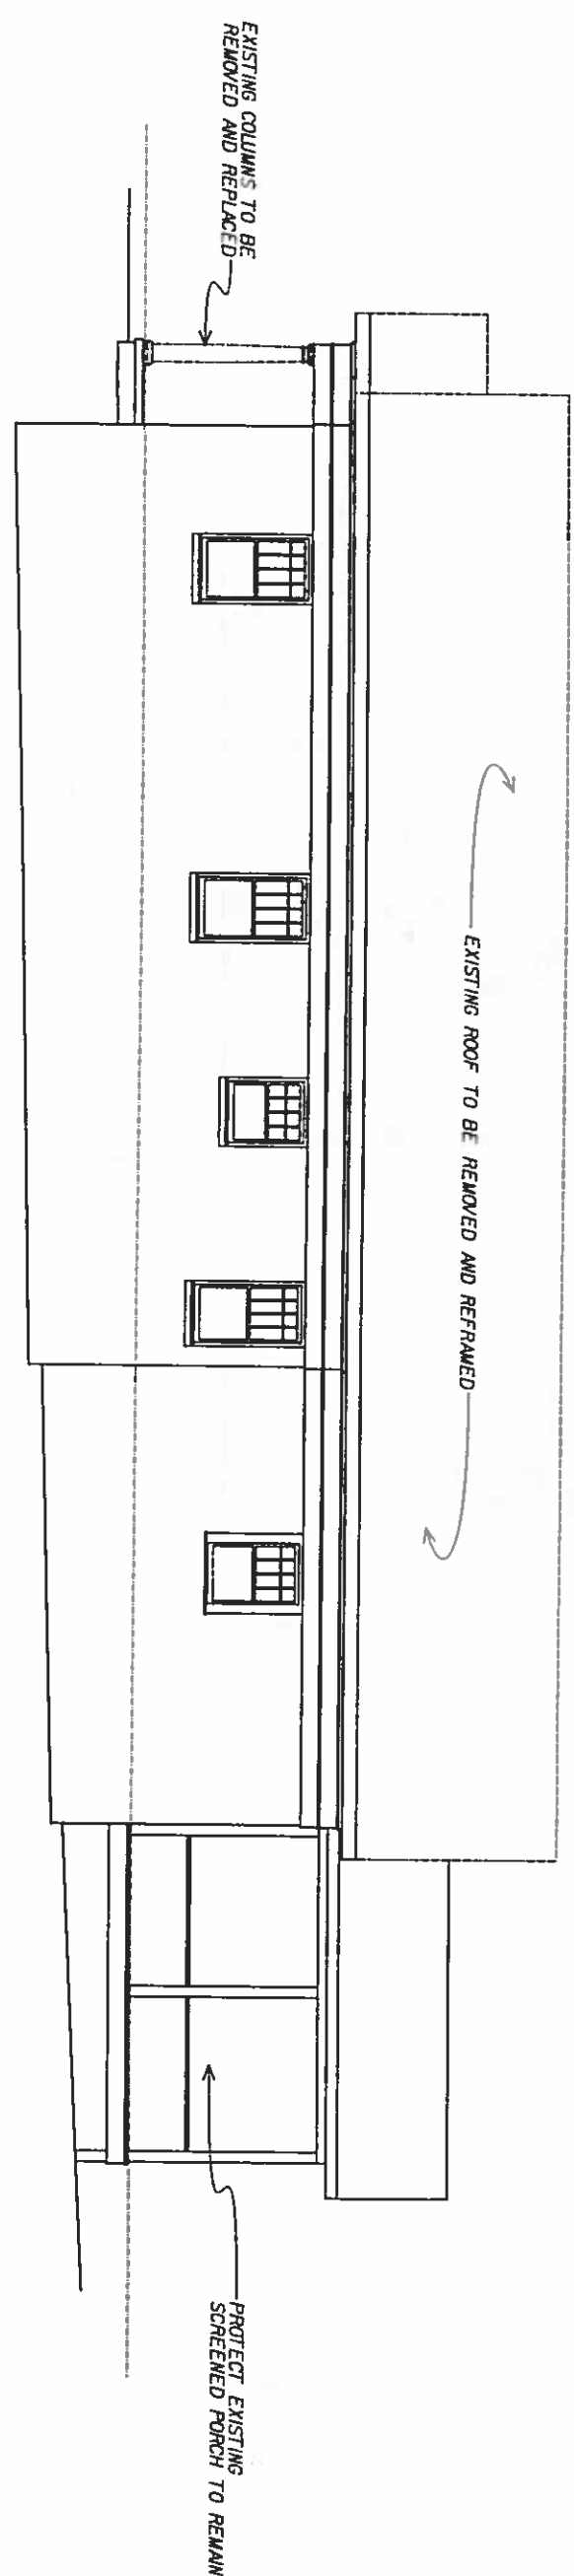 EXISTING COLUMNS TO BE
REMOVED AND REPLACED
EXISTING ROOF TO BE REMOVED AND REFRAMED
PROTECT EXISTING
SCREENED PORCH TO REMAIN